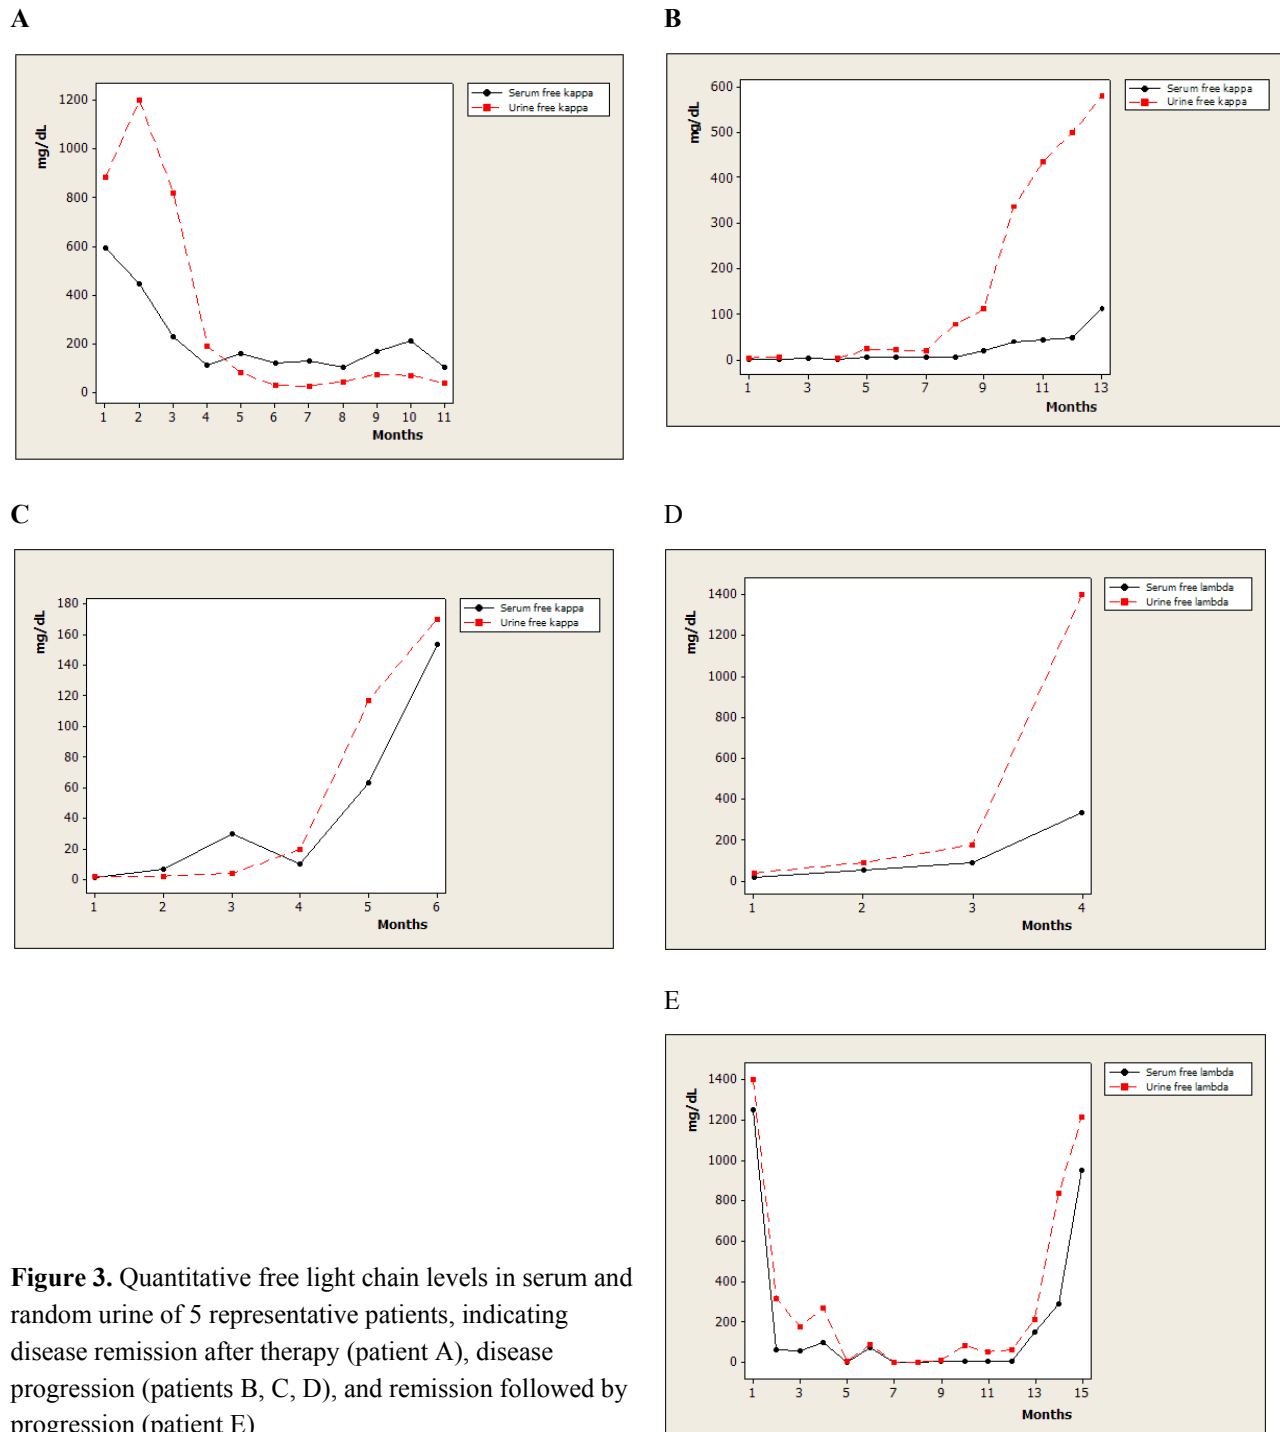 A
mg/dL
1200
1000
800
600
400
200
0
1 2 3 4 5 6 7 8 9 10 11
Months
Serum free kappa
Urine free kappa
B
mg/dL
600
500
400
300
200
100
0
1 3 5 7 9 11 13
Months
Serum free kappa
Urine free kappa
C
mg/dL
180
160
140
120
100
80
60
40
20
0
1 2 3 4 5 6
Months
Serum free kappa
Urine free kappa
D
mg/dL
1400
1200
1000
800
600
400
200
0
1 2 3 4
Months
Serum free lambda
Urine free lambda
E
mg/dL
1400
1200
1000
800
600
400
200
0
1 3 5 7 9 11 13 15
Months
Serum free lambda
Urine free lambda
Figure 3. Quantitative free light chain levels in serum and
random urine of 5 representative patients, indicating
disease remission after therapy (patient A), disease
progression (patients B, C, D), and remission followed by
progression (patient E)